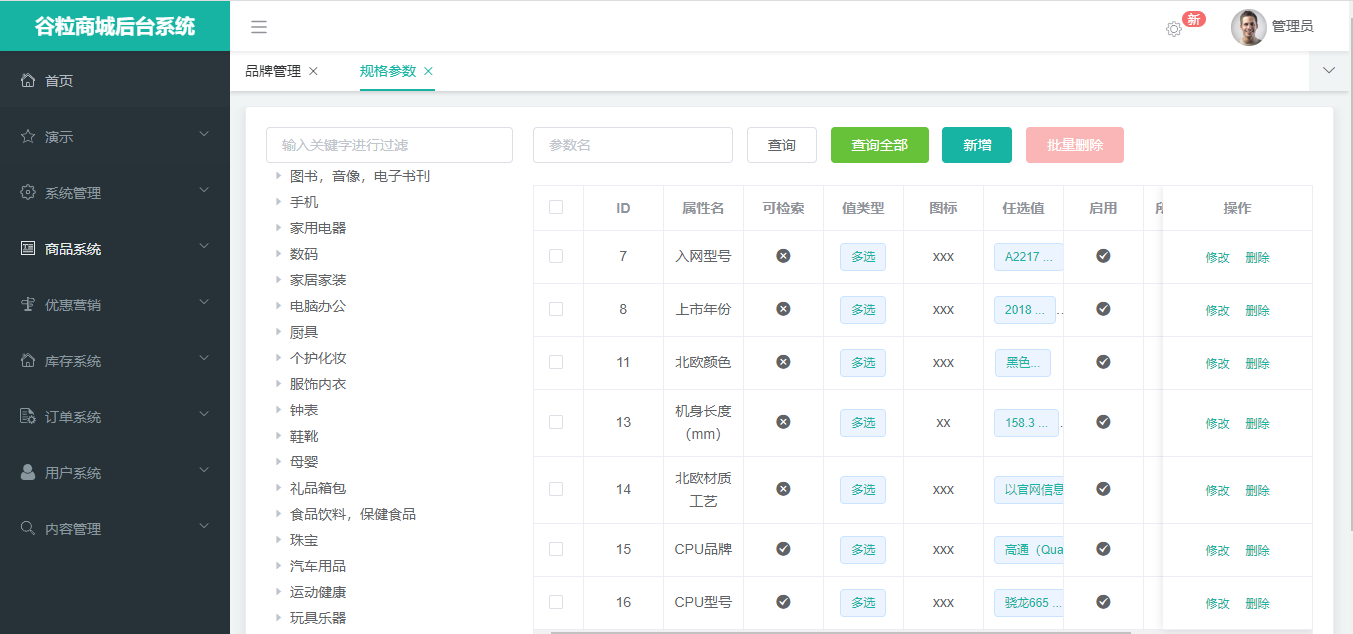 谷粒商城后台系统
新
管理员
首页
演示
系统管理
商品系统
优惠营销
库存系统
订单系统
用户系统
内容管理
品牌管理
规格参数
输入关键字进行过滤
图书，音像，电子书刊
手机
家用电器
数码
家居家装
电脑办公
厨具
个护化妆
服饰内衣
钟表
鞋靴
母婴
礼品箱包
食品饮料，保健食品
珠宝
汽车用品
运动健康
玩具乐器
参数名 查询 查询全部 新增 批量删除
ID 属性名 可检索 值类型 图标 任选值 启用 操作
7 入网型号 多选 xxx A2217 ... 修改 删除
8 上市年份 多选 xxx 2018 ... 修改 删除
11 北欧颜色 多选 xxx 黑色... 修改 删除
13 机身长度（mm） 多选 xx 158.3 ... 修改 删除
14 北欧材质工艺 多选 xxx 以官网信息 修改 删除
15 CPU品牌 多选 xxx 高通（Qua 修改 删除
16 CPU型号 多选 xxx 骁龙665 ... 修改 删除